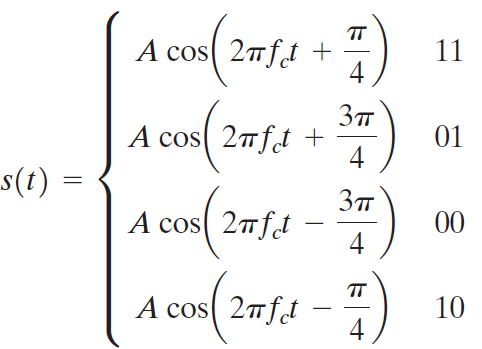 A cos(2πf_ct + π/4) 11
A cos(2πf_ct + 3π/4) 01
s(t) =
A cos(2πf_ct − 3π/4) 00
A cos(2πf_ct − π/4) 10